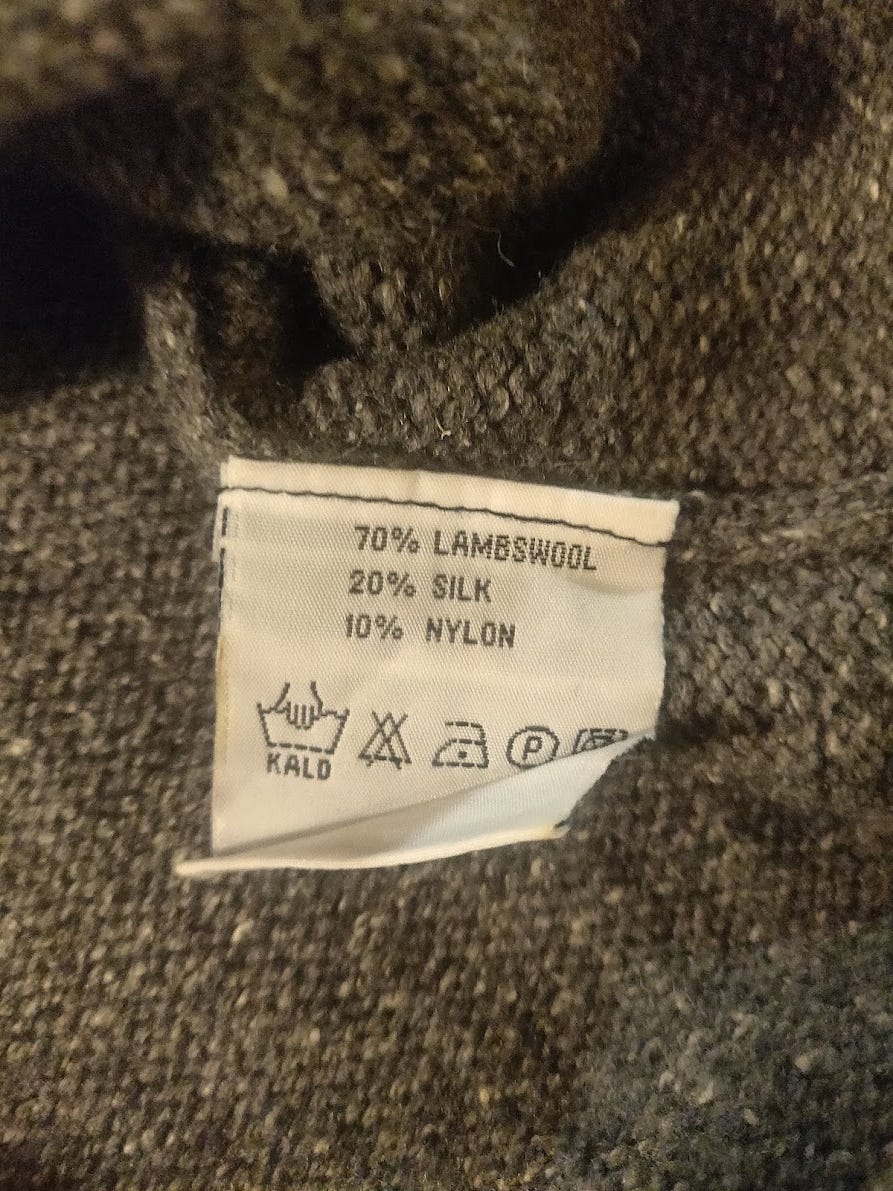 70% LAMBSWOOL
20% SILK
10% NYLON
P
KALD